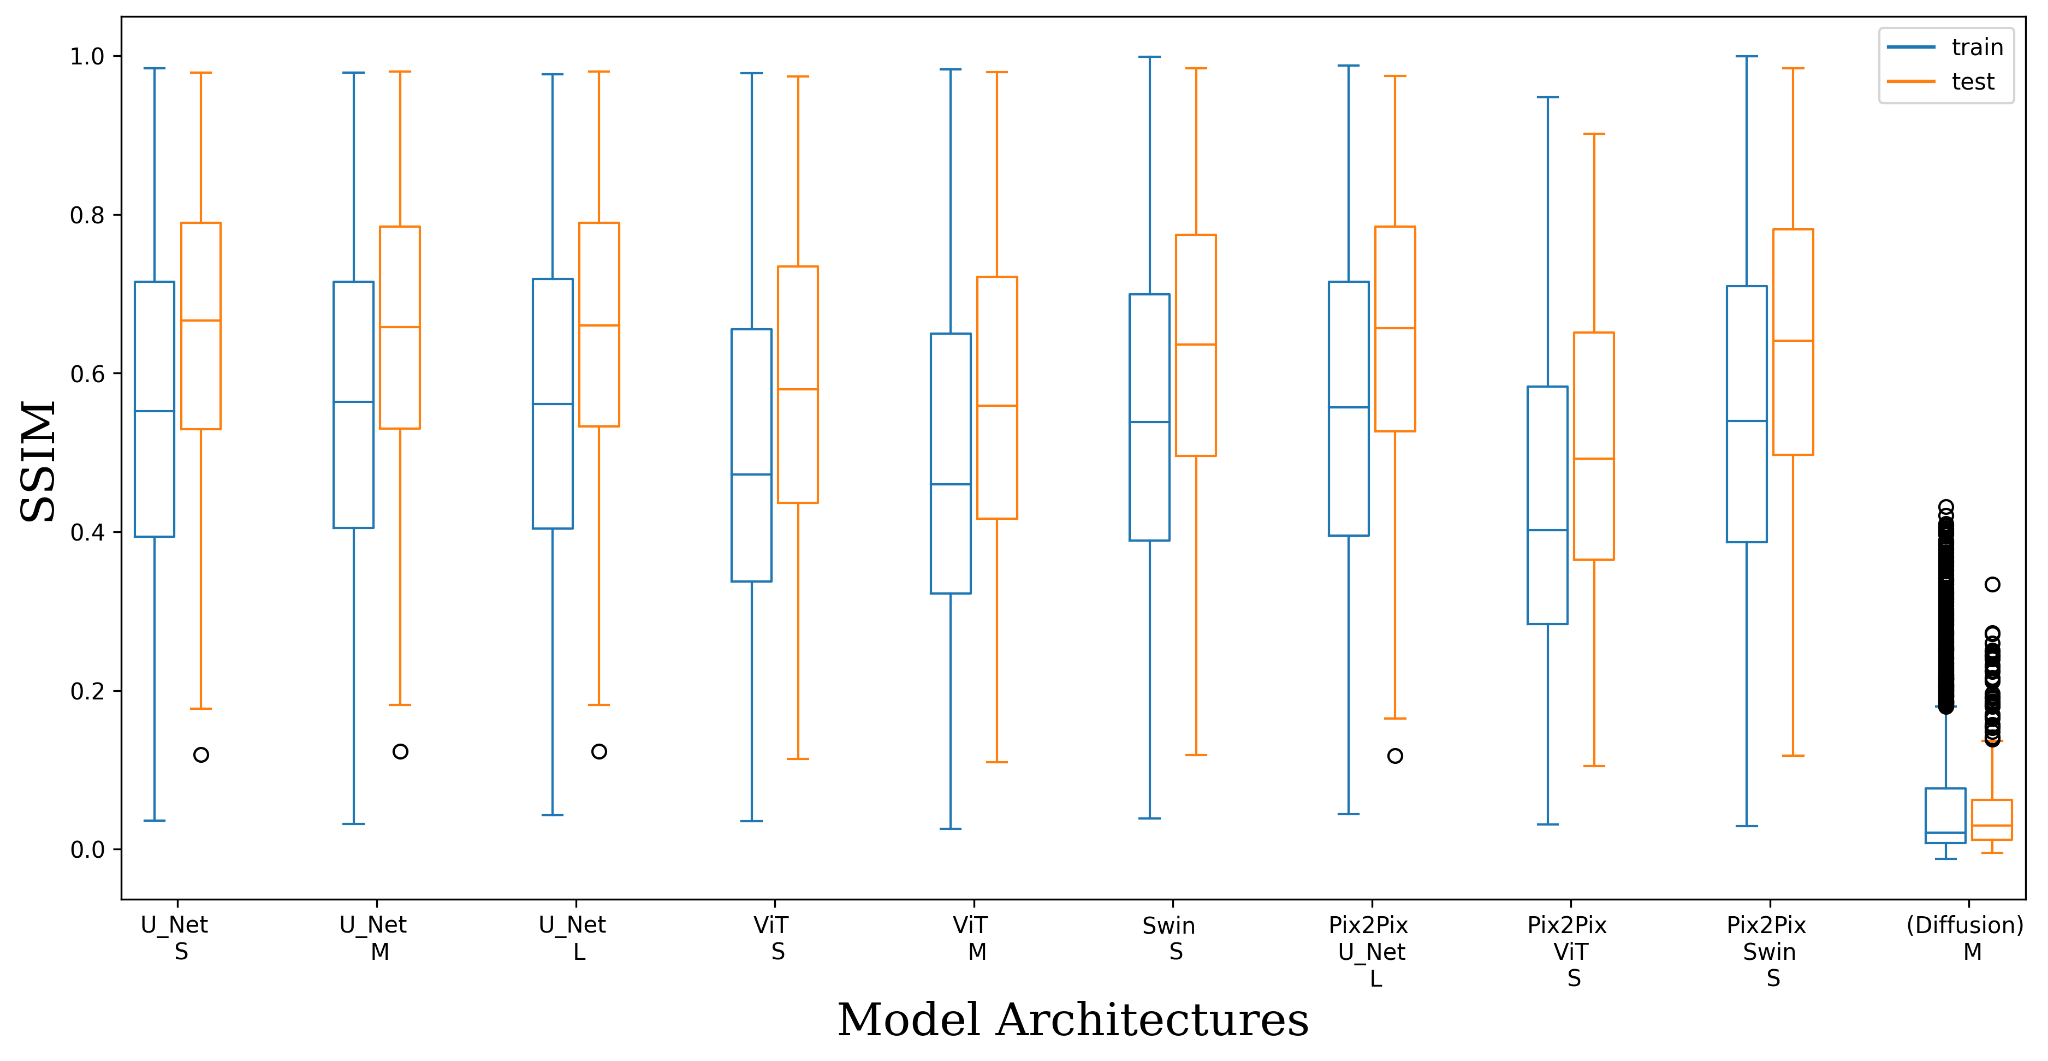 train
test
SSIM
1.0
0.8
0.6
0.4
0.2
0.0
U_Net
S
U_Net
M
U_Net
L
ViT
S
ViT
M
Swin
S
Pix2Pix
U_Net
L
Pix2Pix
ViT
S
Pix2Pix
Swin
S
(Diffusion)
M
Model Architectures